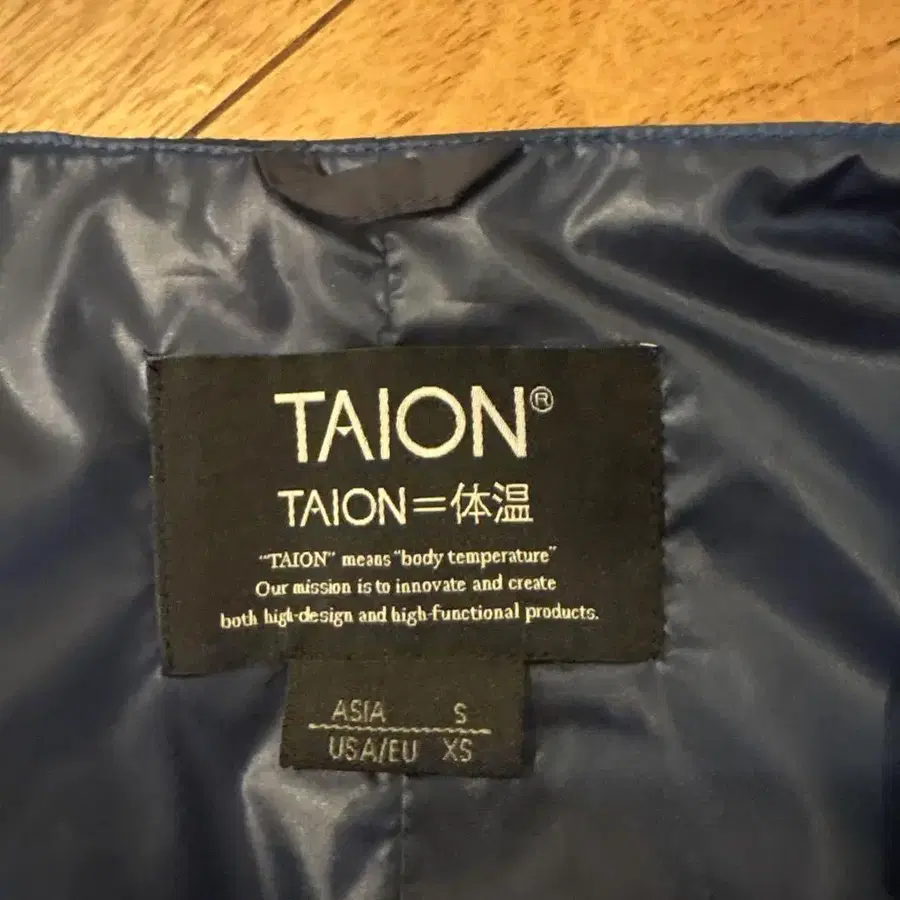 TAION®
TAION=体温
"TAION" means "body temperature"
Our mission is to innovate and create
both high-design and high-functional products.
ASIA S
USA/EU XS